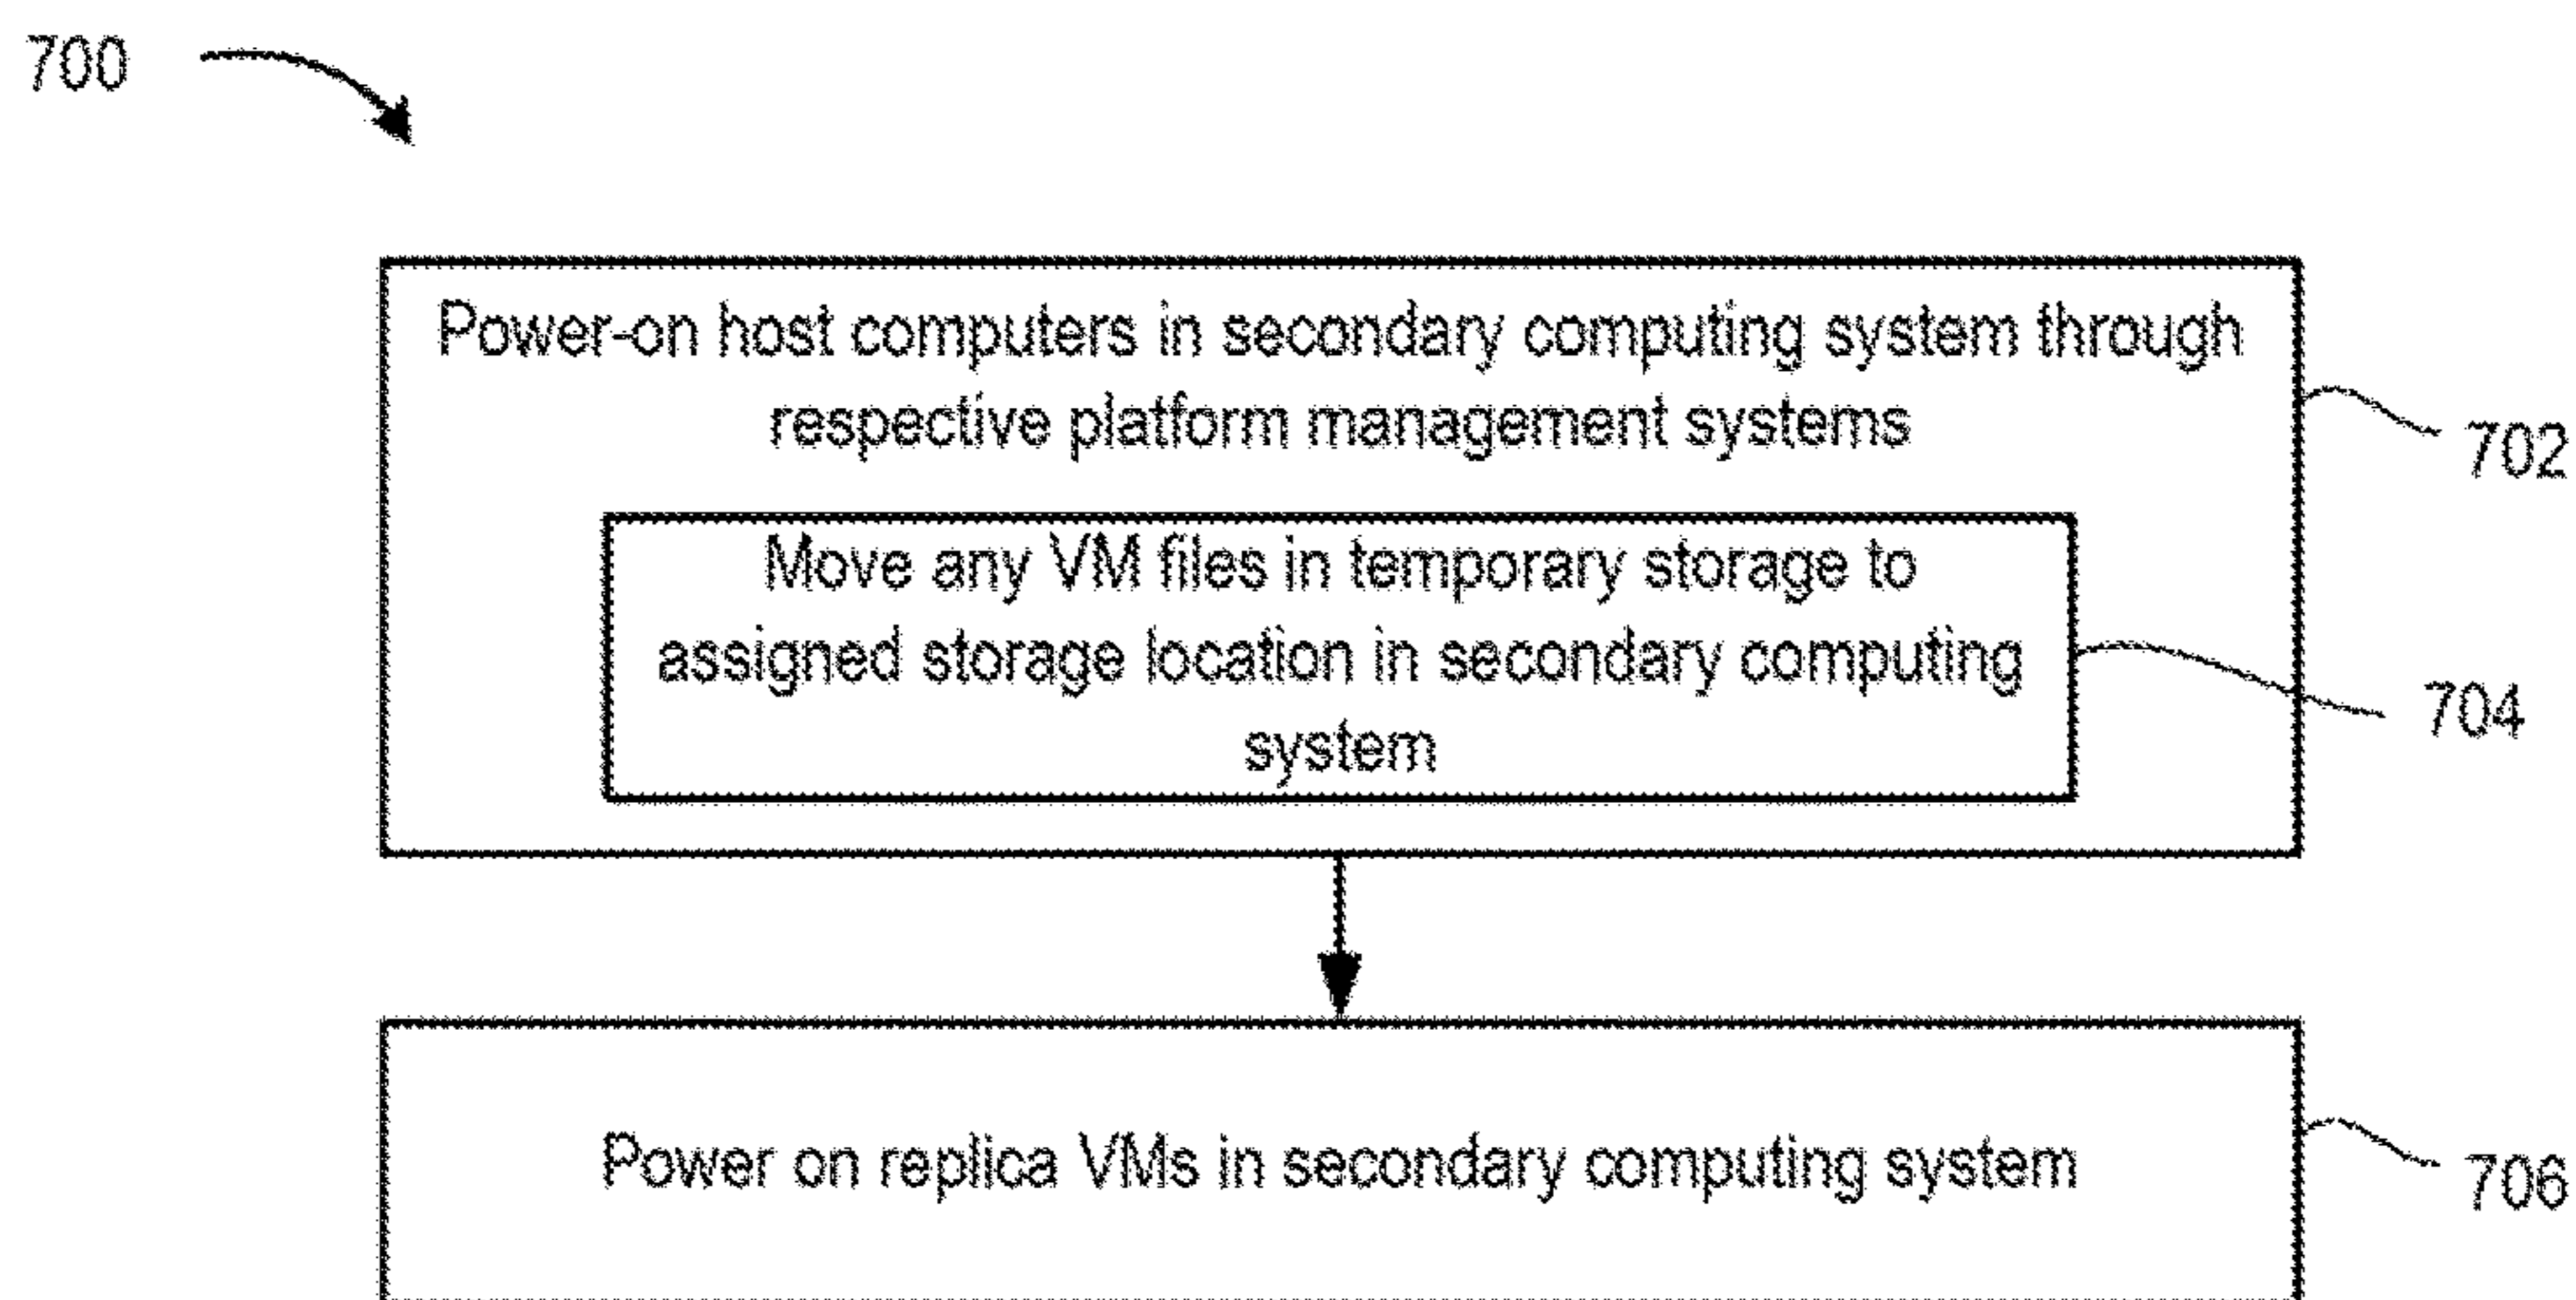 700
Power-on host computers in secondary computing system through
respective platform management systems
702
Move any VM files in temporary storage to
assigned storage location in secondary computing
system
704
Power on replica VMs in secondary computing system
706